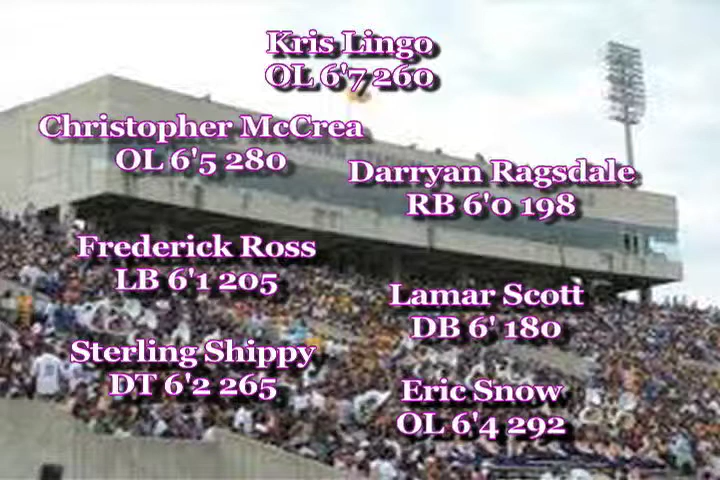 Kris Lingo
OL 6'7 260
Christopher McCrea
OL 6'5 280
Darryan Ragsdale
RB 6'0 198
Frederick Ross
LB 6'1 205
Lamar Scott
DB 6' 180
Sterling Shippy
DT 6'2 265
Eric Snow
OL 6'4 292